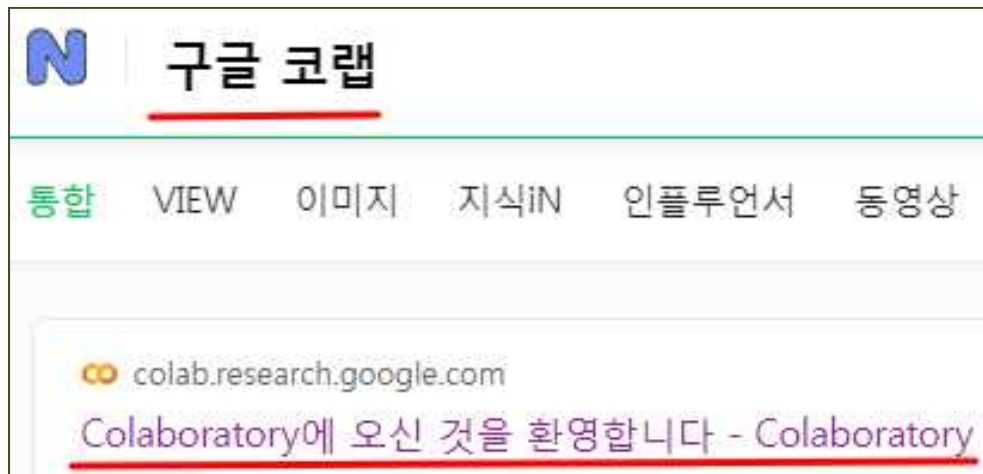 N 구글 코랩
통합 VIEW 이미지 지식iN 인플루언서 동영상
colab.research.google.com
Colaboratory에 오신 것을 환영합니다 - Colaboratory